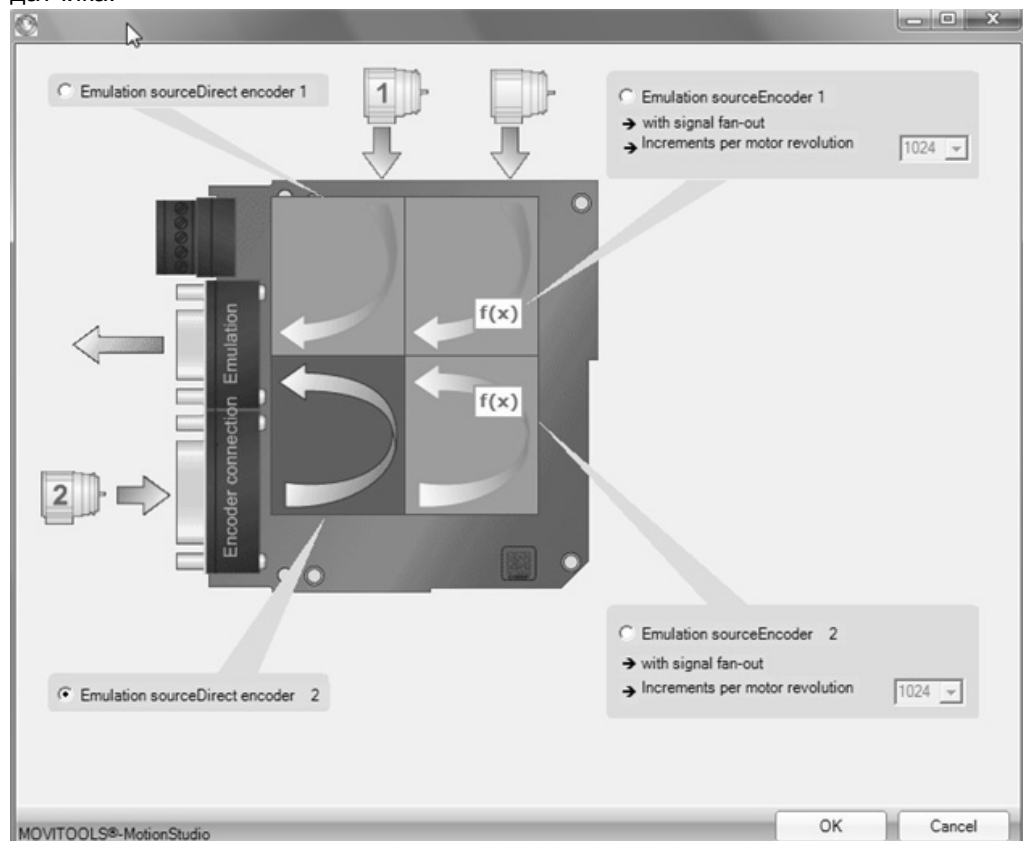 датчика.
Emulation sourceDirect encoder 1
1
Emulation sourceEncoder 1
➔ with signal fan-out
➔ Increments per motor revolution 1024
f(x)
Emulation
f(x)
Encoder connection
2
Emulation sourceEncoder 2
➔ with signal fan-out
➔ Increments per motor revolution 1024
Emulation sourceDirect encoder 2
OK
Cancel
MOVITOOLS®-MotionStudio